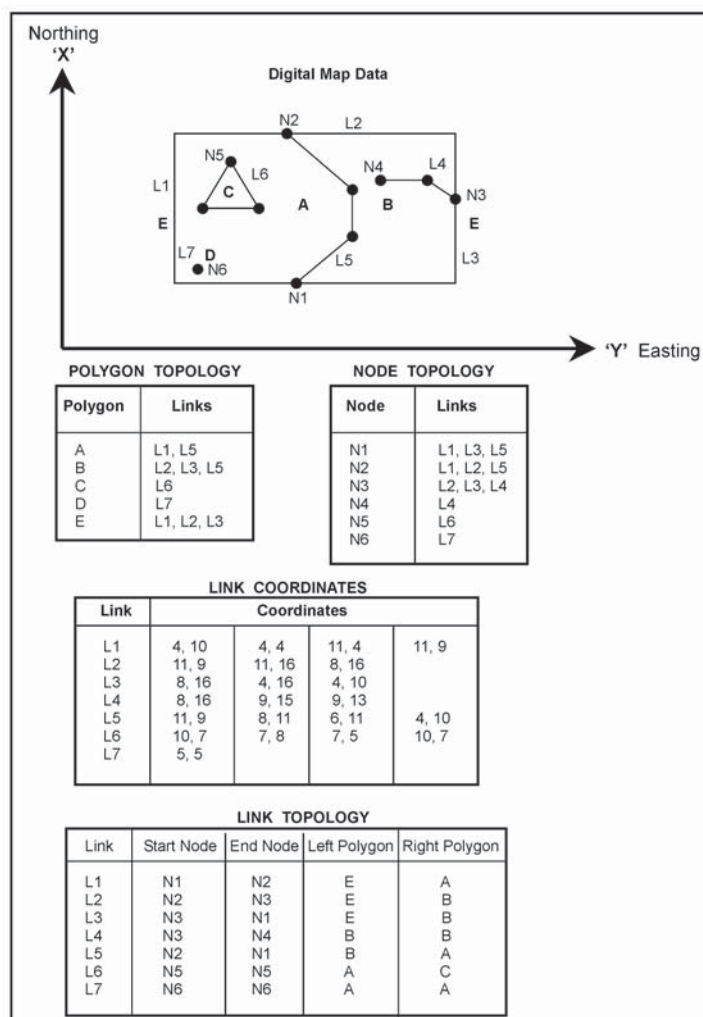 Northing
'X'
Digital Map Data
N2 L2
N5 L6 N4 L4
L1 C A B N3
E E
L7 D L5 L3
N6
N1
'Y' Easting
POLYGON TOPOLOGY
Polygon Links
A L1, L5
B L2, L3, L5
C L6
D L7
E L1, L2, L3
NODE TOPOLOGY
Node Links
N1 L1, L3, L5
N2 L1, L2, L5
N3 L2, L3, L4
N4 L4
N5 L6
N6 L7
LINK COORDINATES
Link Coordinates
L1 4, 10 4, 4 11, 4 11, 9
L2 11, 9 11, 16 8, 16
L3 8, 16 4, 16 4, 10
L4 8, 16 9, 15 9, 13
L5 11, 9 8, 11 6, 11 4, 10
L6 10, 7 7, 8 7, 5 10, 7
L7 5, 5
LINK TOPOLOGY
Link Start Node End Node Left Polygon Right Polygon
L1 N1 N2 E A
L2 N2 N3 E B
L3 N3 N1 E B
L4 N3 N4 B B
L5 N2 N1 B A
L6 N5 N5 A C
L7 N6 N6 A A